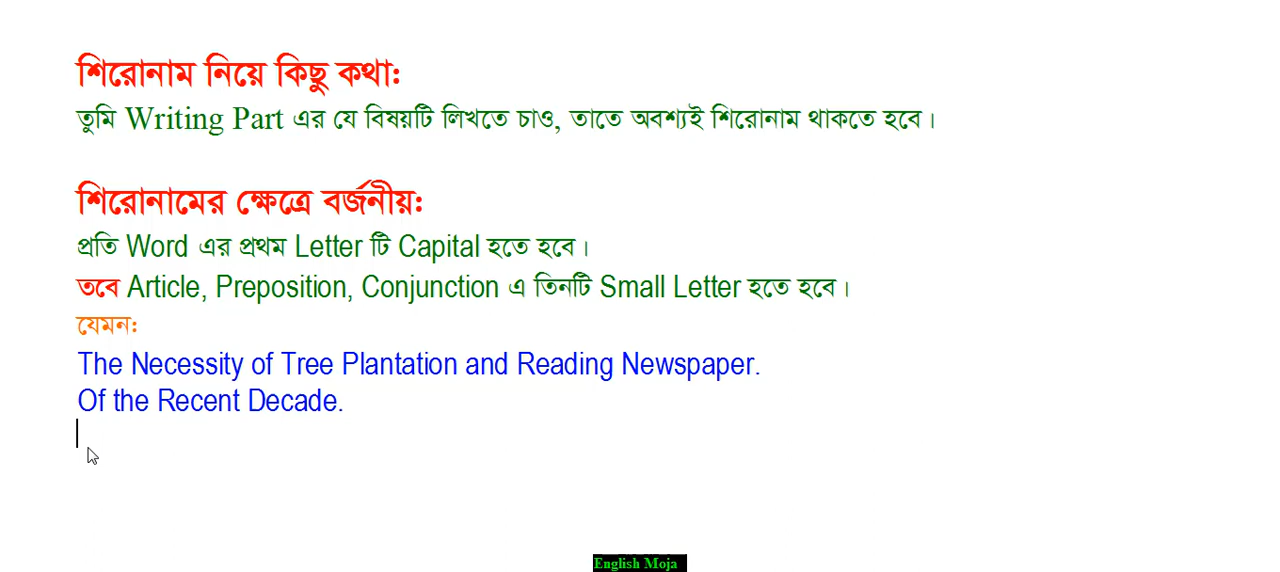 শিরোনাম নিয়ে কিছু কথা:
তুমি Writing Part এর যে বিষয়টি লিখতে চাও, তাতে অবশ্যই শিরোনাম থাকতে হবে।
শিরোনামের ক্ষেত্রে বর্জনীয়:
প্রতি Word এর প্রথম Letter টি Capital হতে হবে।
তবে Article, Preposition, Conjunction এ তিনটি Small Letter হতে হবে।
যেমন:
The Necessity of Tree Plantation and Reading Newspaper.
Of the Recent Decade.
English Moja